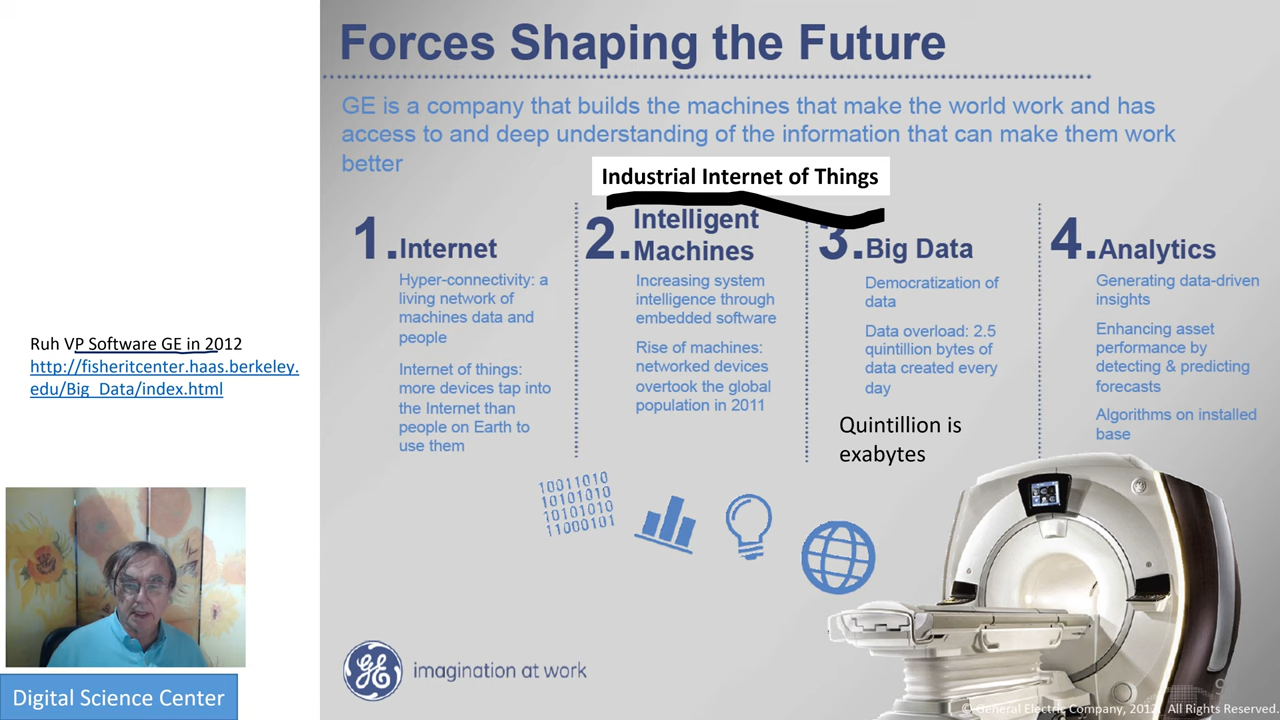 Forces Shaping the Future
GE is a company that builds the machines that make the world work and has
access to and deep understanding of the information that can make them work
better
Industrial Internet of Things
1. Internet
Hyper-connectivity: a
living network of
machines data and
people
Internet of things:
more devices tap into
the Internet than
people on Earth to
use them
2. Intelligent
Machines
Increasing system
intelligence through
embedded software
Rise of machines:
networked devices
overtook the global
population in 2011
3. Big Data
Democratization of
data
Data overload: 2.5
quintillion bytes of
data created every
day
Quintillion is
exabytes
4. Analytics
Generating data-driven
insights
Enhancing asset
performance by
detecting & predicting
forecasts
Algorithms on installed
base
Ruh VP Software GE in 2012
http://fisheritcenter.haas.berkeley.
edu/Big_Data/index.html
10011010
10101010
10101010
11000101
GE
imagination at work
Digital Science Center
9
© General Electric Company, 2012. All Rights Reserved.